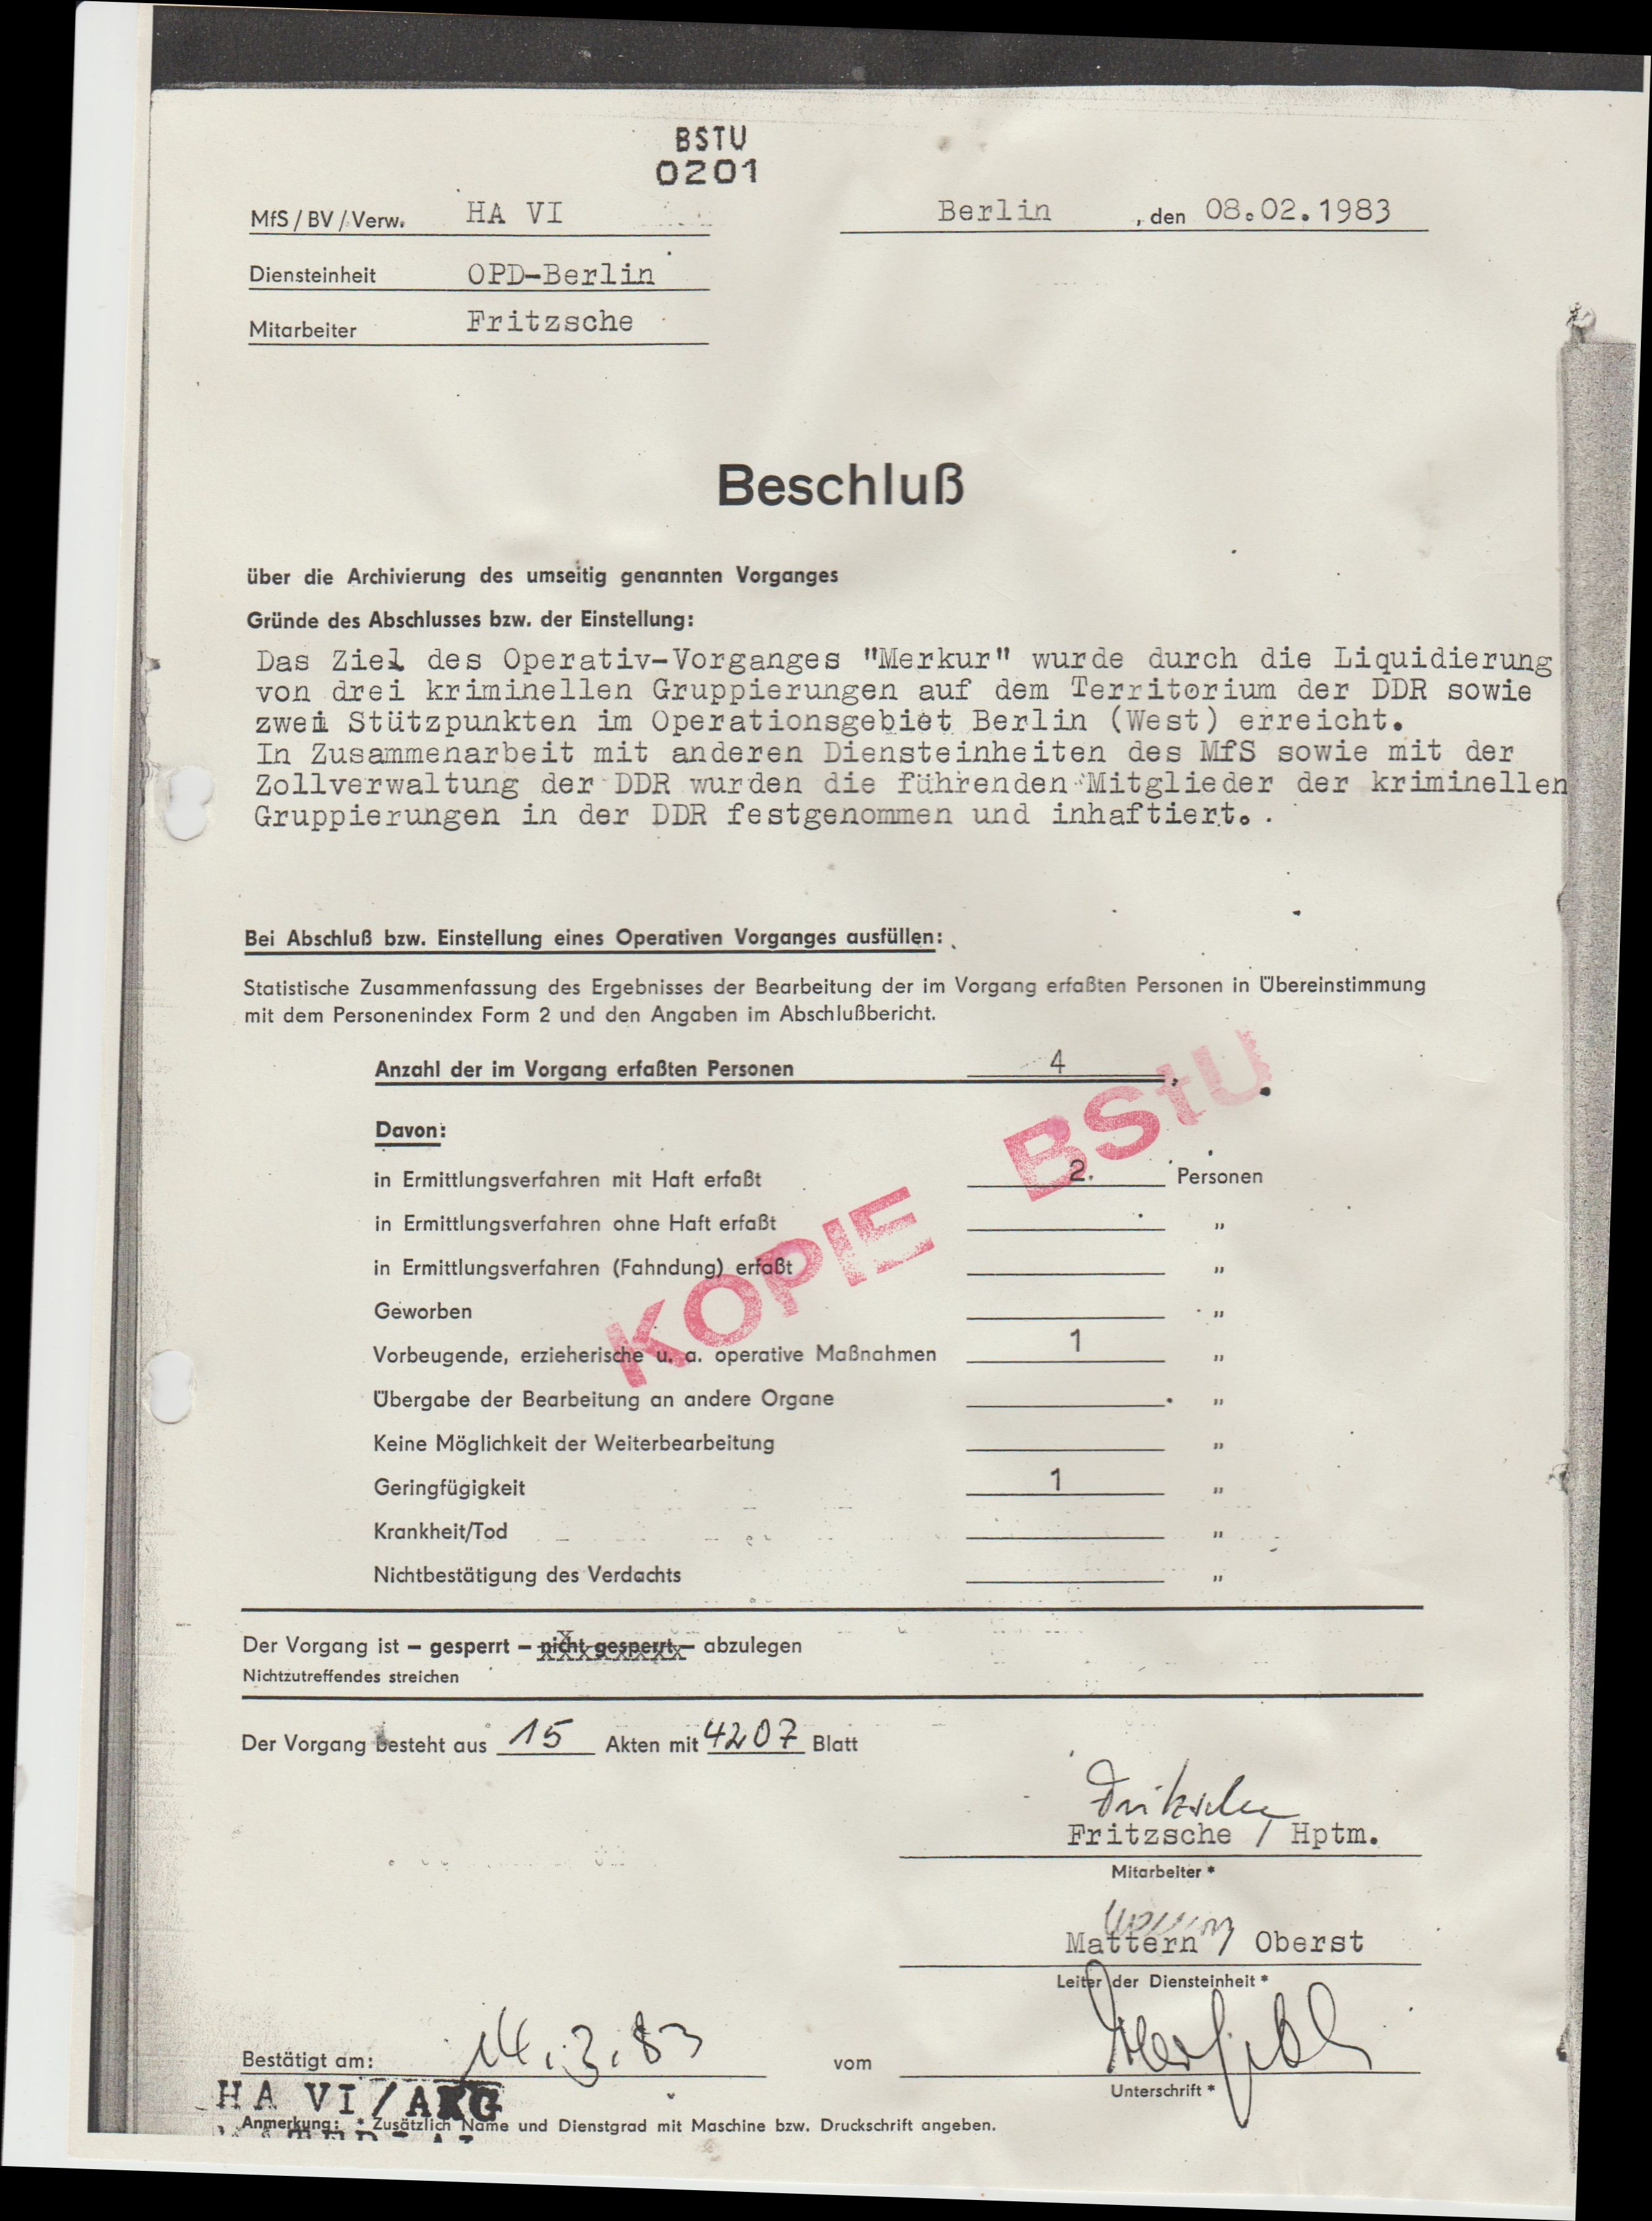 BSTU
0201
MfS / BV / Verw. HA VI
Berlin , den 08.02.1983
Diensteinheit OPD-Berlin
Mitarbeiter Fritzsche
Beschluß
über die Archivierung des umseitig genannten Vorganges
Gründe des Abschlusses bzw. der Einstellung:
Das Ziel des Operativ-Vorganges "Merkur" wurde durch die Liquidierung
von drei kriminellen Gruppierungen auf dem Territorium der DDR sowie
zwei Stützpunkten im Operationsgebiet Berlin (West) erreicht.
In Zusammenarbeit mit anderen Diensteinheiten des MfS sowie mit der
Zollverwaltung der DDR wurden die führenden Mitglieder der kriminellen
Gruppierungen in der DDR festgenommen und inhaftiert.
Bei Abschluß bzw. Einstellung eines Operativen Vorganges ausfüllen:
Statistische Zusammenfassung des Ergebnisses der Bearbeitung der im Vorgang erfaßten Personen in Übereinstimmung
mit dem Personenindex Form 2 und den Angaben im Abschlußbericht.
Anzahl der im Vorgang erfaßten Personen 4
Davon:
in Ermittlungsverfahren mit Haft erfaßt 2. Personen
in Ermittlungsverfahren ohne Haft erfaßt „
in Ermittlungsverfahren (Fahndung) erfaßt „
Geworben „
Vorbeugende, erzieherische u. a. operative Maßnahmen 1 „
Übergabe der Bearbeitung an andere Organe „
Keine Möglichkeit der Weiterbearbeitung „
Geringfügigkeit 1 „
Krankheit/Tod „
Nichtbestätigung des Verdachts „
KOPIE BStU
Der Vorgang ist – gesperrt – nicht gesperrt – abzulegen
Nichtzutreffendes streichen
Der Vorgang besteht aus 15 Akten mit 4207 Blatt
Fritzsche
Fritzsche / Hptm.
Mitarbeiter *
Mattern / Oberst
Leiter der Diensteinheit *
Bestätigt am: 14.3.83 vom
Unterschrift *
HA VI/AKG
Anmerkung: * Zusätzlich Name und Dienstgrad mit Maschine bzw. Druckschrift angeben.